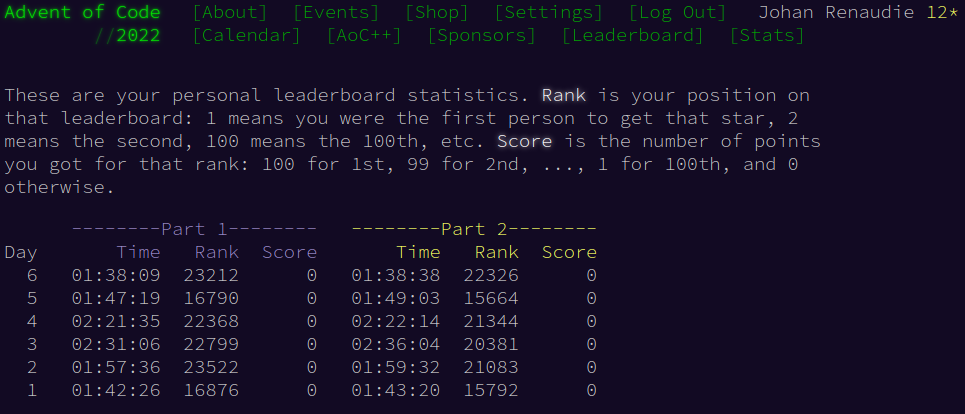 Advent of Code [About] [Events] [Shop] [Settings] [Log Out] Johan Renaudie 12*
//2022 [Calendar] [AoC++] [Sponsors] [Leaderboard] [Stats]
These are your personal leaderboard statistics. Rank is your position on
that leaderboard: 1 means you were the first person to get that star, 2
means the second, 100 means the 100th, etc. Score is the number of points
you got for that rank: 100 for 1st, 99 for 2nd, ..., 1 for 100th, and 0
otherwise.
--------Part 1-------- --------Part 2--------
Day Time Rank Score Time Rank Score
6 01:38:09 23212 0 01:38:38 22326 0
5 01:47:19 16790 0 01:49:03 15664 0
4 02:21:35 22368 0 02:22:14 21344 0
3 02:31:06 22799 0 02:36:04 20381 0
2 01:57:36 23522 0 01:59:32 21083 0
1 01:42:26 16876 0 01:43:20 15792 0